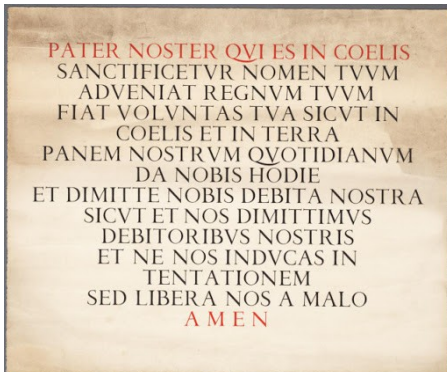 PATER NOSTER QVI ES IN COELIS
SANCTIFICETVR NOMEN TVVM
ADVENIAT REGNVM TVVM
FIAT VOLVNTAS TVA SICVT IN
COELIS ET IN TERRA
PANEM NOSTRVM QVOTIDIANVM
DA NOBIS HODIE
ET DIMITTE NOBIS DEBITA NOSTRA
SICVT ET NOS DIMITTIMVS
DEBITORIBVS NOSTRIS
ET NE NOS INDVCAS IN
TENTATIONEM
SED LIBERA NOS A MALO
AMEN